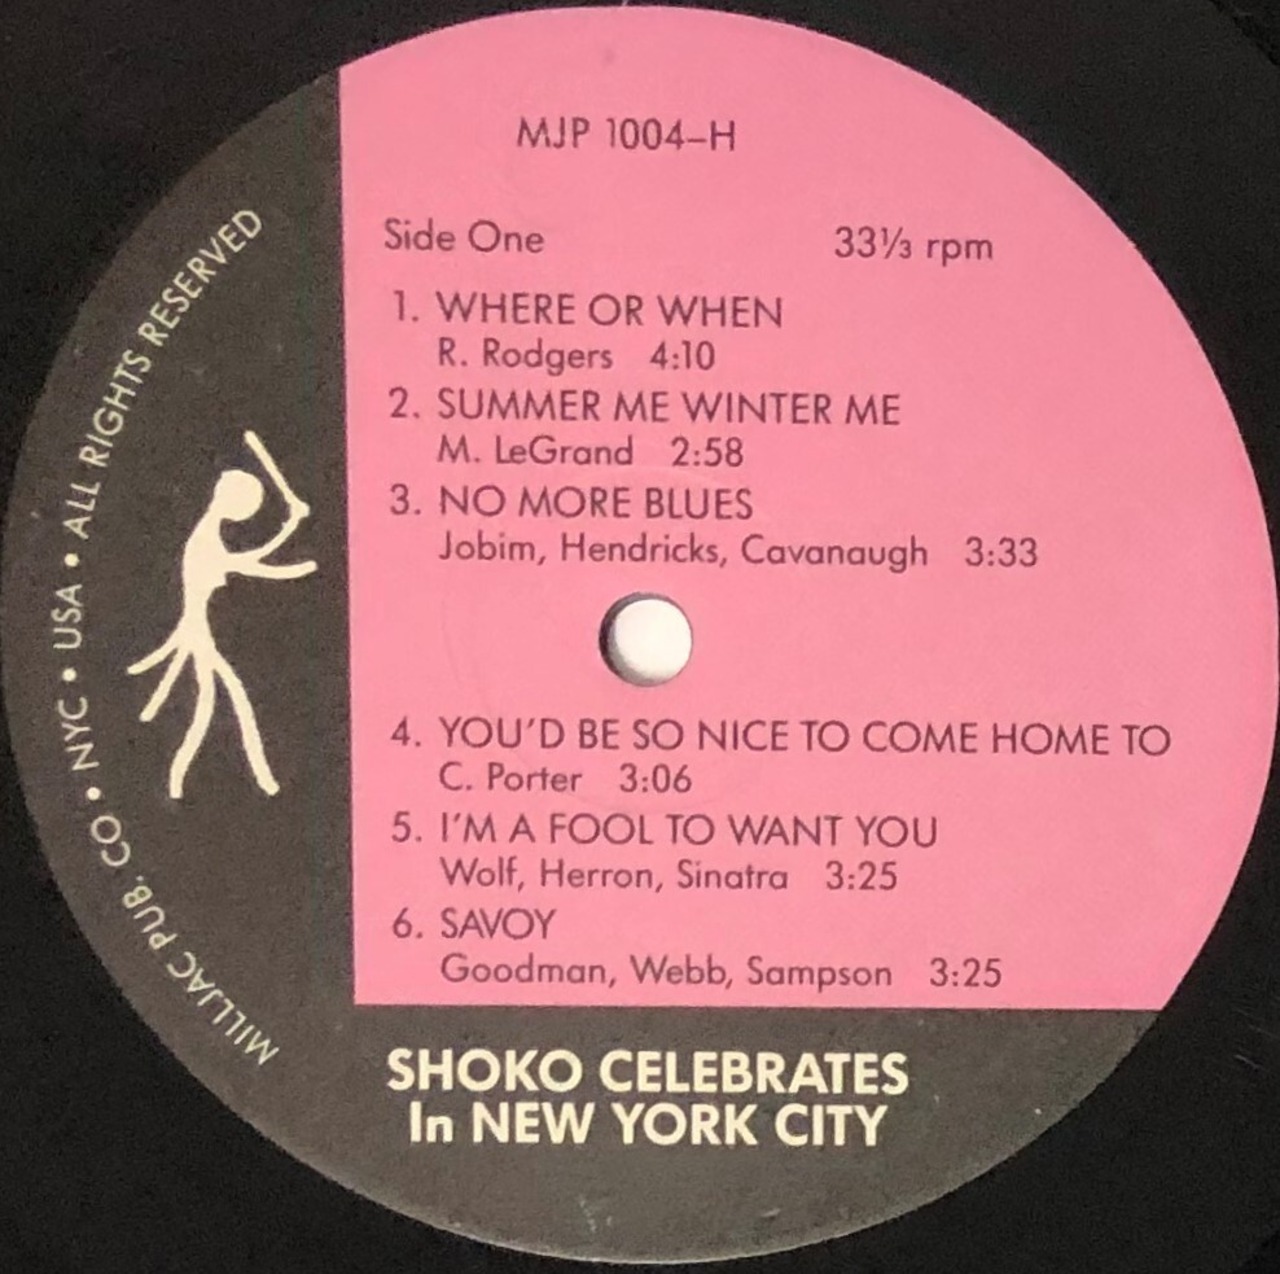 MJP 1004-H
Side One 33⅓ rpm
1. WHERE OR WHEN
R. Rodgers 4:10
2. SUMMER ME WINTER ME
M. LeGrand 2:58
3. NO MORE BLUES
Jobim, Hendricks, Cavanaugh 3:33
4. YOU'D BE SO NICE TO COME HOME TO
C. Porter 3:06
5. I'M A FOOL TO WANT YOU
Wolf, Herron, Sinatra 3:25
6. SAVOY
Goodman, Webb, Sampson 3:25
SHOKO CELEBRATES
In NEW YORK CITY
MILLJAC PUB. CO • NYC • USA • ALL RIGHTS RESERVED